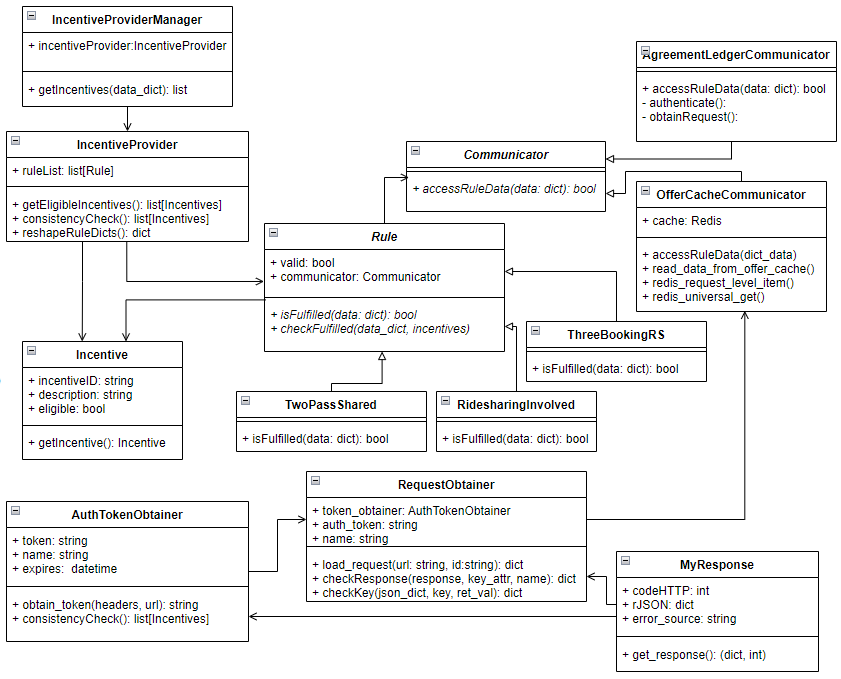 IncentiveProviderManager
+ incentiveProvider:IncentiveProvider
+ getIncentives(data_dict): list
AgreementLedgerCommunicator
+ accessRuleData(data: dict): bool
- authenticate():
- obtainRequest():
IncentiveProvider
+ ruleList: list[Rule]
+ getEligibleIncentives(): list[Incentives]
+ consistencyCheck(): list[Incentives]
+ reshapeRuleDicts(): dict
Communicator
+ accessRuleData(data: dict): bool
OfferCacheCommunicator
+ cache: Redis
+ accessRuleData(dict_data)
+ read_data_from_offer_cache()
+ redis_request_level_item()
+ redis_universal_get()
Rule
+ valid: bool
+ communicator: Communicator
+ isFulfilled(data: dict): bool
+ checkFulfilled(data_dict, incentives)
ThreeBookingRS
+ isFulfilled(data: dict): bool
Incentive
+ incentiveID: string
+ description: string
+ eligible: bool
+ getIncentive(): Incentive
TwoPassShared
+ isFulfilled(data: dict): bool
RidesharingInvolved
+ isFulfilled(data: dict): bool
RequestObtainer
+ token_obtainer: AuthTokenObtainer
+ auth_token: string
+ name: string
+ load_request(url: string, id:string): dict
+ checkResponse(response, key_attr, name): dict
+ checkKey(json_dict, key, ret_val): dict
AuthTokenObtainer
+ token: string
+ name: string
+ expires:  datetime
+ obtain_token(headers, url): string
+ consistencyCheck(): list[Incentives]
MyResponse
+ codeHTTP: int
+ rJSON: dict
+ error_source: string
+ get_response(): (dict, int)